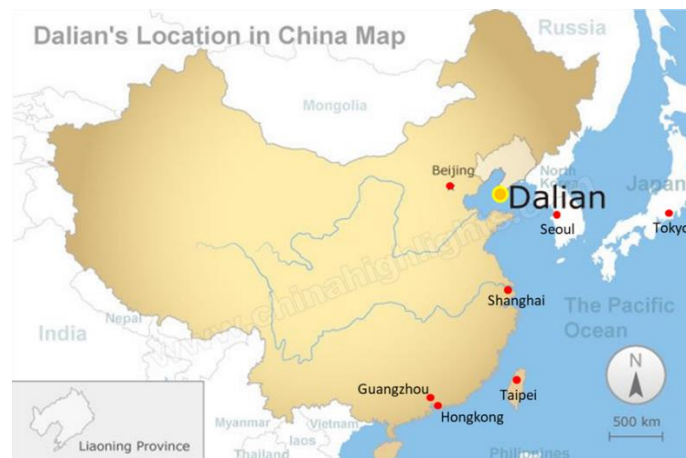 Dalian's Location in China Map
Russia
Mongolia
Beijing
North
Korea
Dalian
Japan
Seoul
Tokyo
www.chinahighlights.com
Shanghai
The Pacific
Ocean
Nepal
India
Guangzhou
Taipei
N
Hongkong
Myanmar
Vietnam
laos
500 km
Liaoning Province
Thailand
Philippines